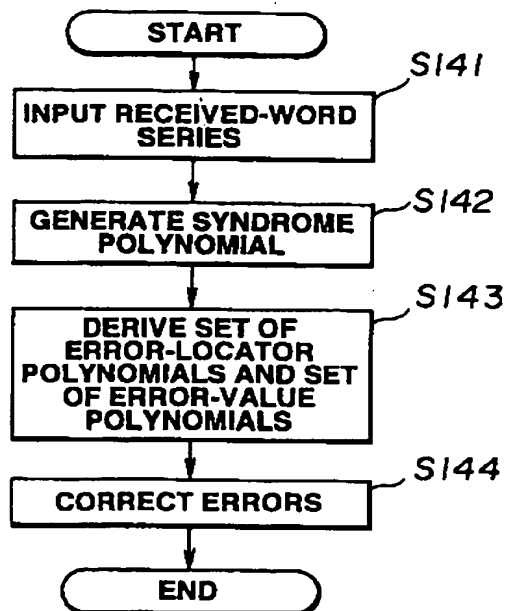 START
S141
INPUT RECEIVED-WORD
SERIES
S142
GENERATE SYNDROME
POLYNOMIAL
S143
DERIVE SET OF
ERROR-LOCATOR
POLYNOMIALS AND SET
OF ERROR-VALUE
POLYNOMIALS
S144
CORRECT ERRORS
END